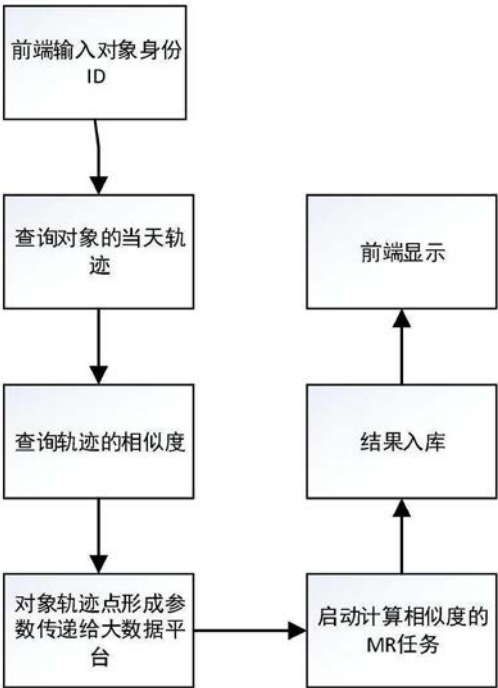 前端输入对象身份
ID
查询对象的当天轨
迹
查询轨迹的相似度
对象轨迹点形成参
数传递给大数据平
台
启动计算相似度的
MR任务
结果入库
前端显示